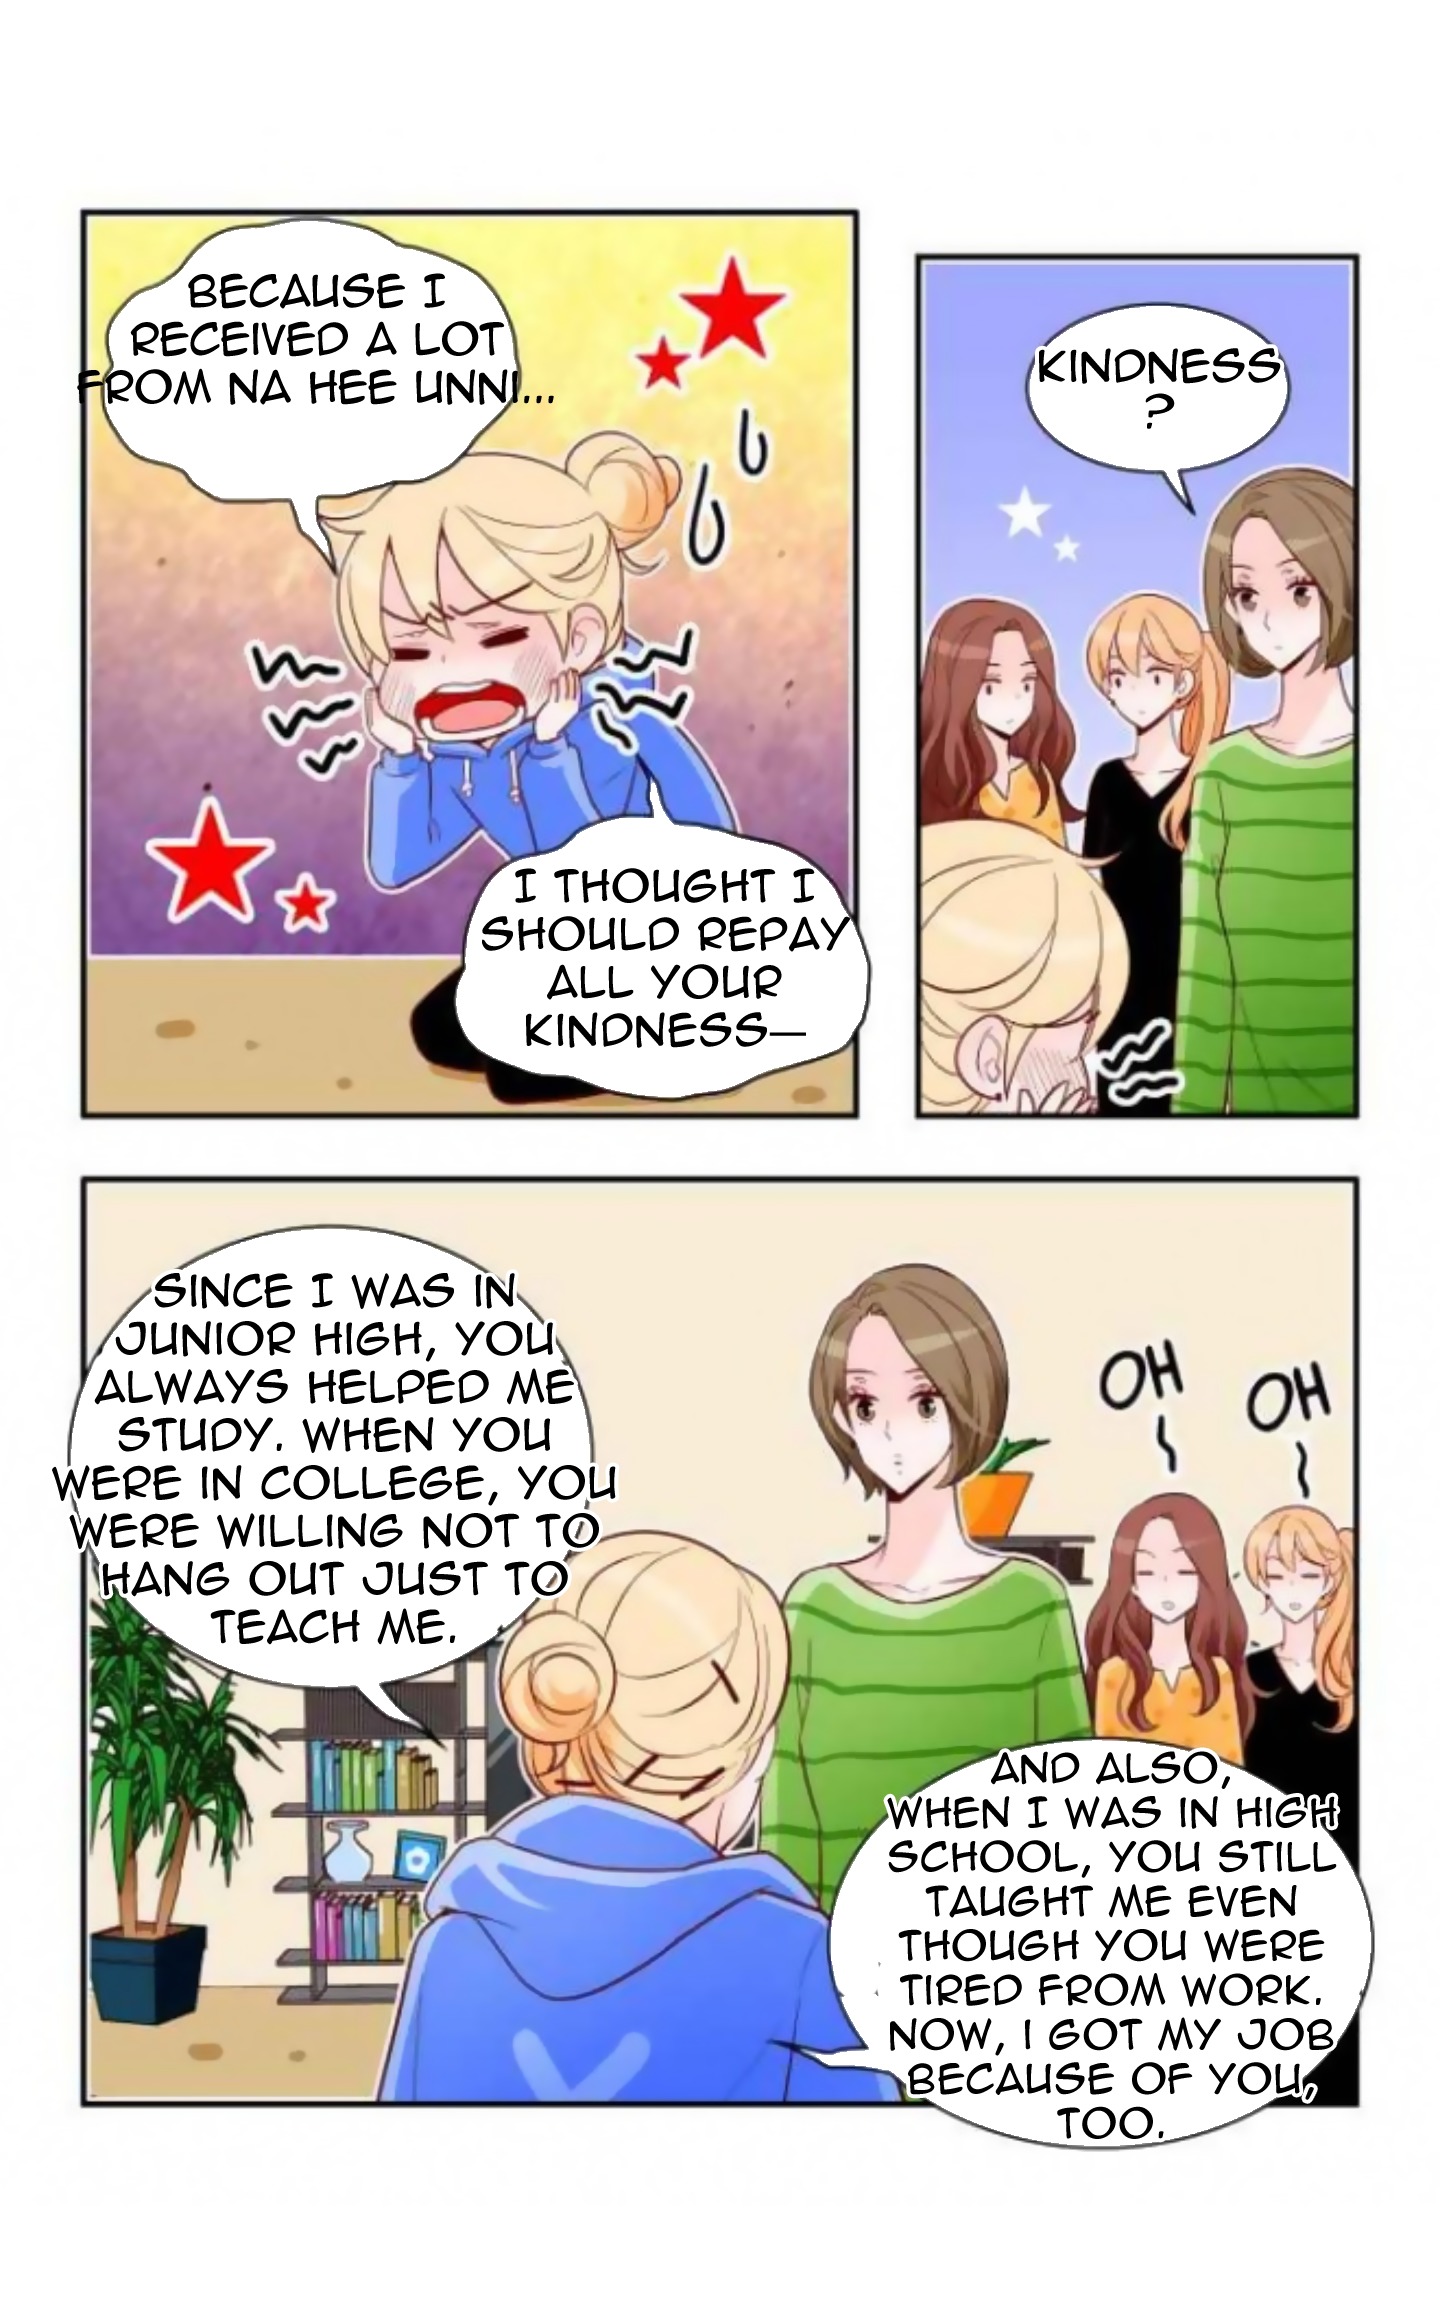 BECAUSE I
RECEIVED A LOT
FROM NA HEE UNNI...
I THOUGHT I
SHOULD REPAY
ALL YOUR
KINDNESS—
KINDNESS
?
SINCE I WAS IN
JUNIOR HIGH, YOU
ALWAYS HELPED ME
STUDY. WHEN YOU
WERE IN COLLEGE, YOU
WERE WILLING NOT TO
HANG OUT JUST TO
TEACH ME.
OH~
OH~
AND ALSO,
WHEN I WAS IN HIGH
SCHOOL, YOU STILL
TAUGHT ME EVEN
THOUGH YOU WERE
TIRED FROM WORK.
NOW, I GOT MY JOB
BECAUSE OF YOU,
TOO.